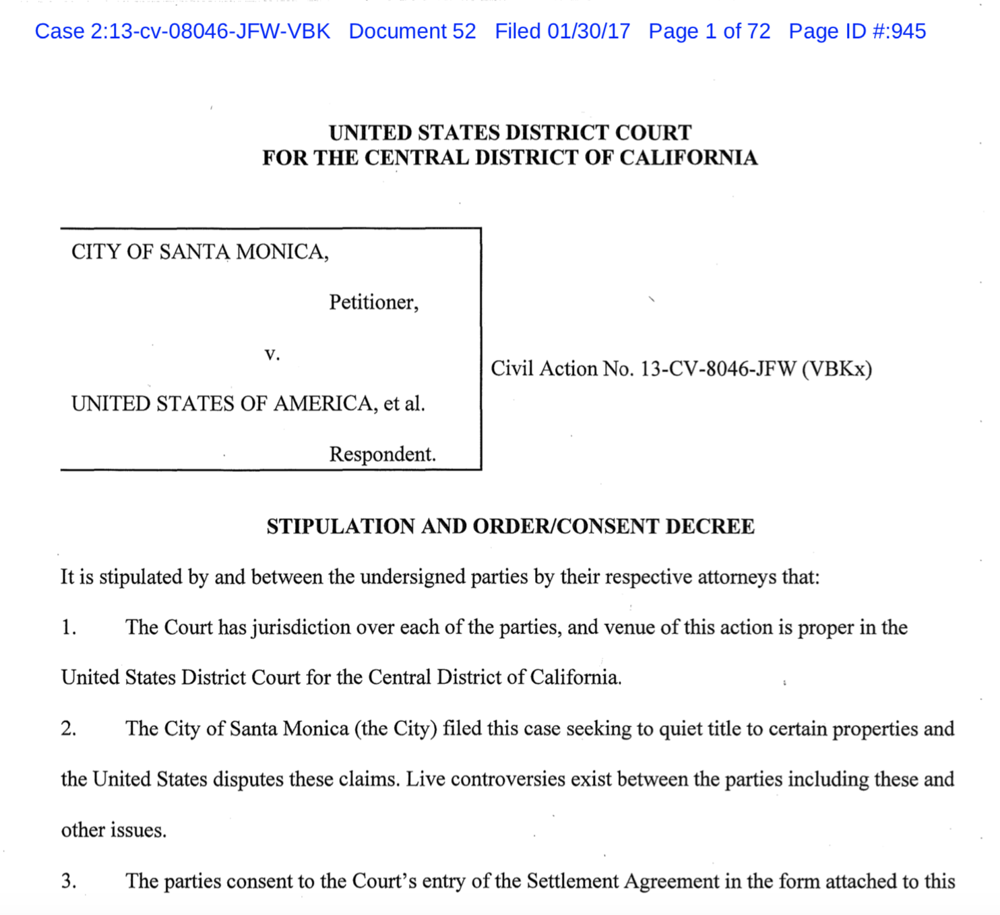 Case 2:13-cv-08046-JFW-VBK Document 52 Filed 01/30/17 Page 1 of 72 Page ID #:945
UNITED STATES DISTRICT COURT
FOR THE CENTRAL DISTRICT OF CALIFORNIA
CITY OF SANTA MONICA,
Petitioner,
v.
Civil Action No. 13-CV-8046-JFW (VBKx)
UNITED STATES OF AMERICA, et al.
Respondent.
STIPULATION AND ORDER/CONSENT DECREE
It is stipulated by and between the undersigned parties by their respective attorneys that:
1. The Court has jurisdiction over each of the parties, and venue of this action is proper in the
United States District Court for the Central District of California.
2. The City of Santa Monica (the City) filed this case seeking to quiet title to certain properties and
the United States disputes these claims. Live controversies exist between the parties including these and
other issues.
3. The parties consent to the Court's entry of the Settlement Agreement in the form attached to this